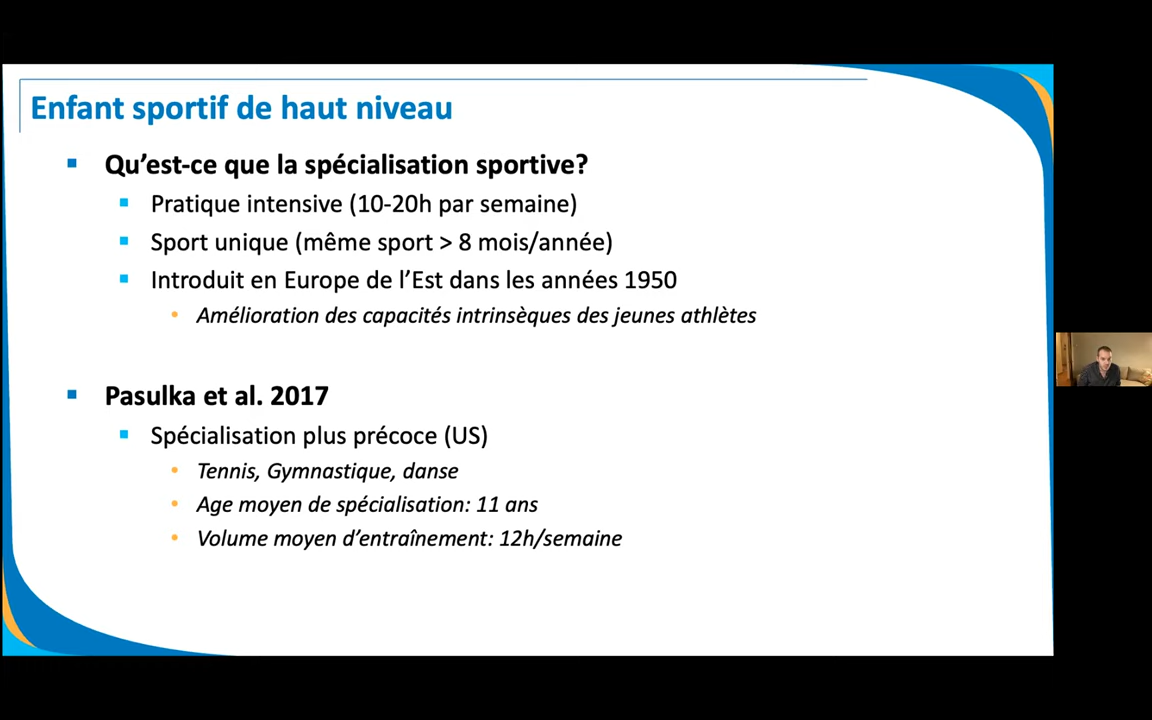 Enfant sportif de haut niveau
Qu’est-ce que la spécialisation sportive?
Pratique intensive (10-20h par semaine)
Sport unique (même sport > 8 mois/année)
Introduit en Europe de l’Est dans les années 1950
Amélioration des capacités intrinsèques des jeunes athlètes
Pasulka et al. 2017
Spécialisation plus précoce (US)
Tennis, Gymnastique, danse
Age moyen de spécialisation: 11 ans
Volume moyen d’entraînement: 12h/semaine